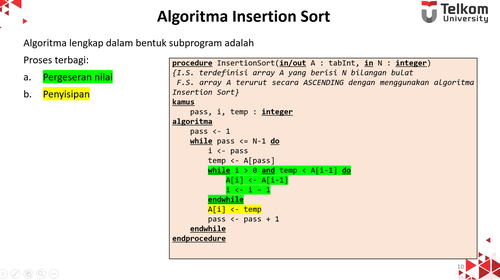 Algoritma Insertion Sort
Telkom
University
Algoritma lengkap dalam bentuk subprogram adalah
Proses terbagi:
a. Pergeseran nilai
b. Penyisipan
procedure InsertionSort(in/out A : tabInt, in N : integer)
{I.S. terdefinisi array A yang berisi N bilangan bulat
F.S. array A terurut secara ASCENDING dengan menggunakan algoritma
Insertion Sort}
kamus
pass, i, temp : integer
algoritma
pass <- 1
while pass <= N-1 do
i <- pass
temp <- A[pass]
while i > 0 and temp < A[i-1] do
A[i] <- A[i-1]
i <- i – 1
endwhile
A[i] <- temp
pass <- pass + 1
endwhile
endprocedure
10